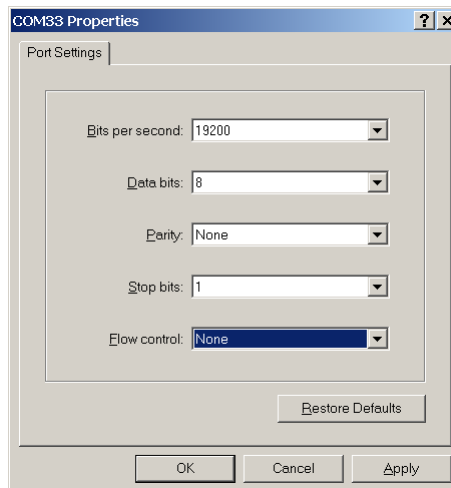 COM33 Properties
Port Settings
Bits per second: 19200
Data bits: 8
Parity: None
Stop bits: 1
Flow control: None
Restore Defaults
OK Cancel Apply